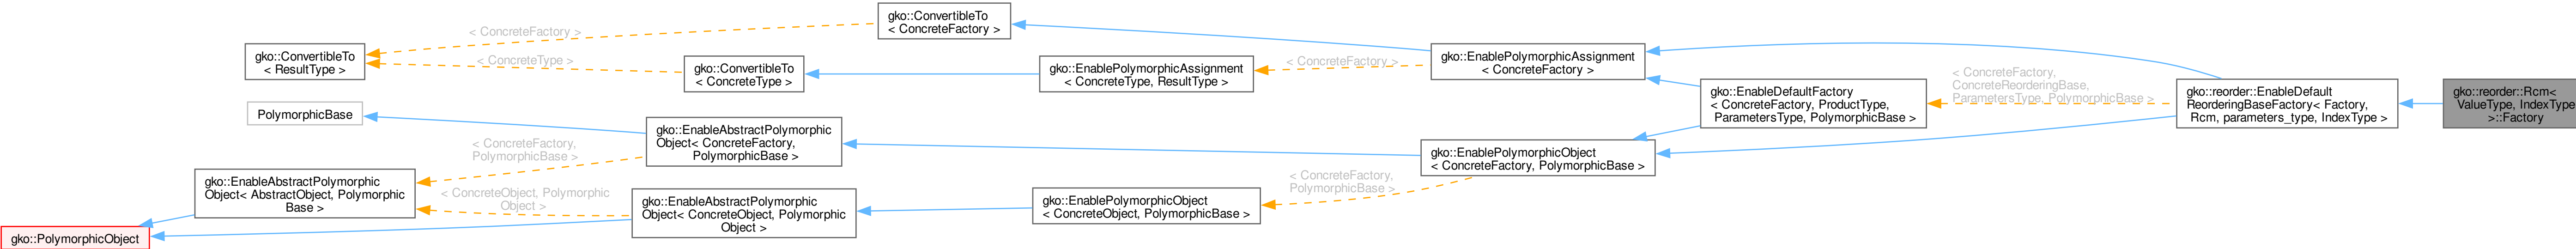 gko::ConvertibleTo
< ResultType >
PolymorphicBase
gko::EnableAbstractPolymorphic
Object< AbstractObject, Polymorphic
Base >
gko::PolymorphicObject
< ConcreteFactory >
< ConcreteType >
< ConcreteFactory,
PolymorphicBase >
< ConcreteObject, Polymorphic
Object >
gko::ConvertibleTo
< ConcreteFactory >
gko::ConvertibleTo
< ConcreteType >
gko::EnableAbstractPolymorphic
Object< ConcreteFactory,
PolymorphicBase >
gko::EnableAbstractPolymorphic
Object< ConcreteObject, Polymorphic
Object >
gko::EnablePolymorphicAssignment
< ConcreteType, ResultType >
gko::EnablePolymorphicObject
< ConcreteObject, PolymorphicBase >
< ConcreteFactory >
< ConcreteFactory,
PolymorphicBase >
gko::EnablePolymorphicAssignment
< ConcreteFactory >
gko::EnablePolymorphicObject
< ConcreteFactory, PolymorphicBase >
gko::EnableDefaultFactory
< ConcreteFactory, ProductType,
ParametersType, PolymorphicBase >
< ConcreteFactory,
ConcreteReorderingBase,
ParametersType, PolymorphicBase >
gko::reorder::EnableDefault
ReorderingBaseFactory< Factory,
Rcm, parameters_type, IndexType >
gko::reorder::Rcm<
ValueType, IndexType
>::Factory